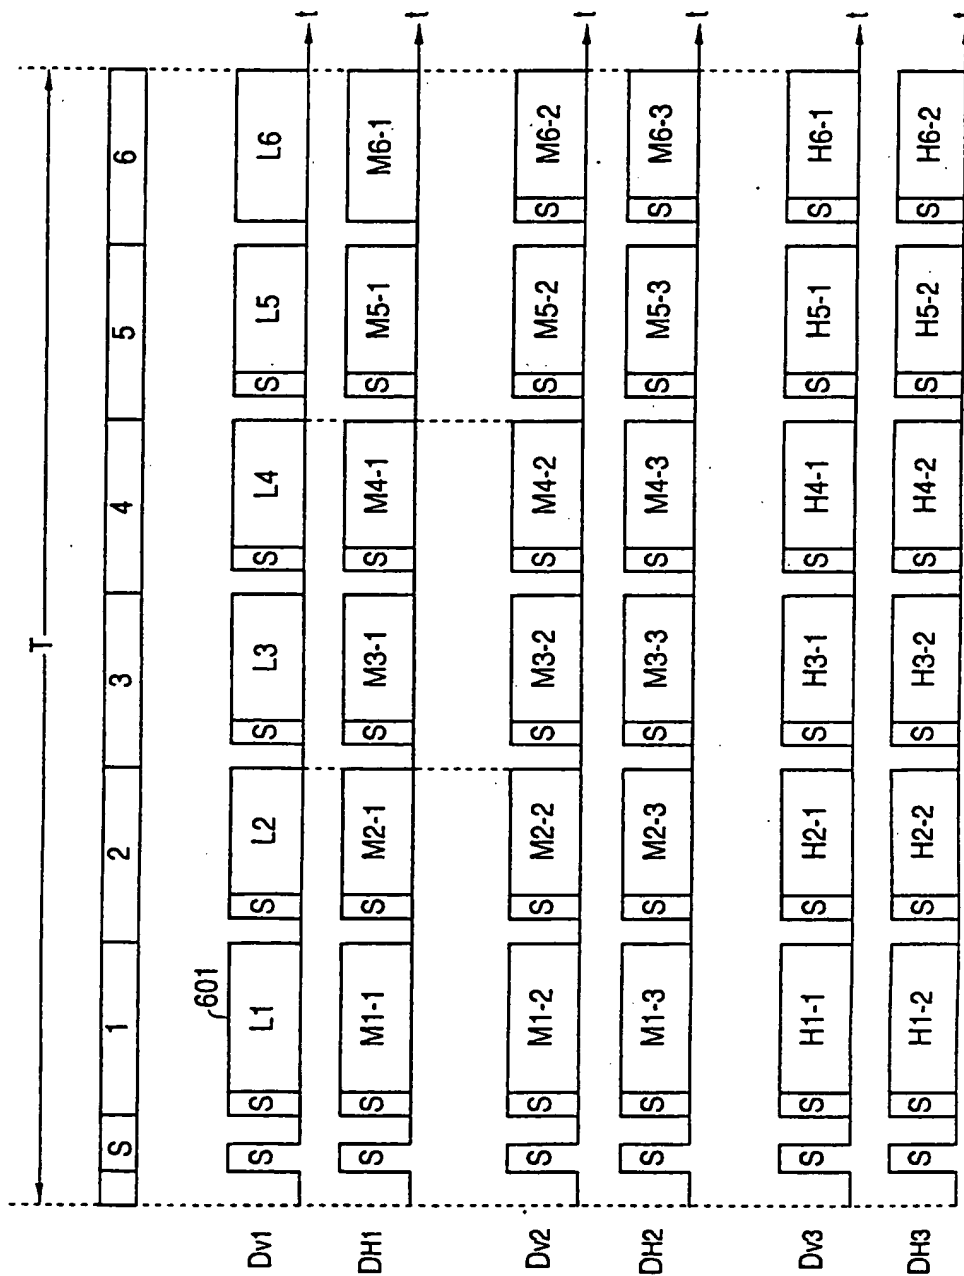 T
S 1 2 3 4 5 6
601
Dv1 S S L1 S L2 S L3 S L4 S L5 L6 t
DH1 S S M1-1 S M2-1 S M3-1 S M4-1 S M5-1 M6-1 t
Dv2 S S M1-2 S M2-2 S M3-2 S M4-2 S M5-2 S M6-2 t
DH2 S S M1-3 S M2-3 S M3-3 S M4-3 S M5-3 S M6-3 t
Dv3 S S H1-1 S H2-1 S H3-1 S H4-1 S H5-1 S H6-1 t
DH3 S S H1-2 S H2-2 S H3-2 S H4-2 S H5-2 S H6-2 t